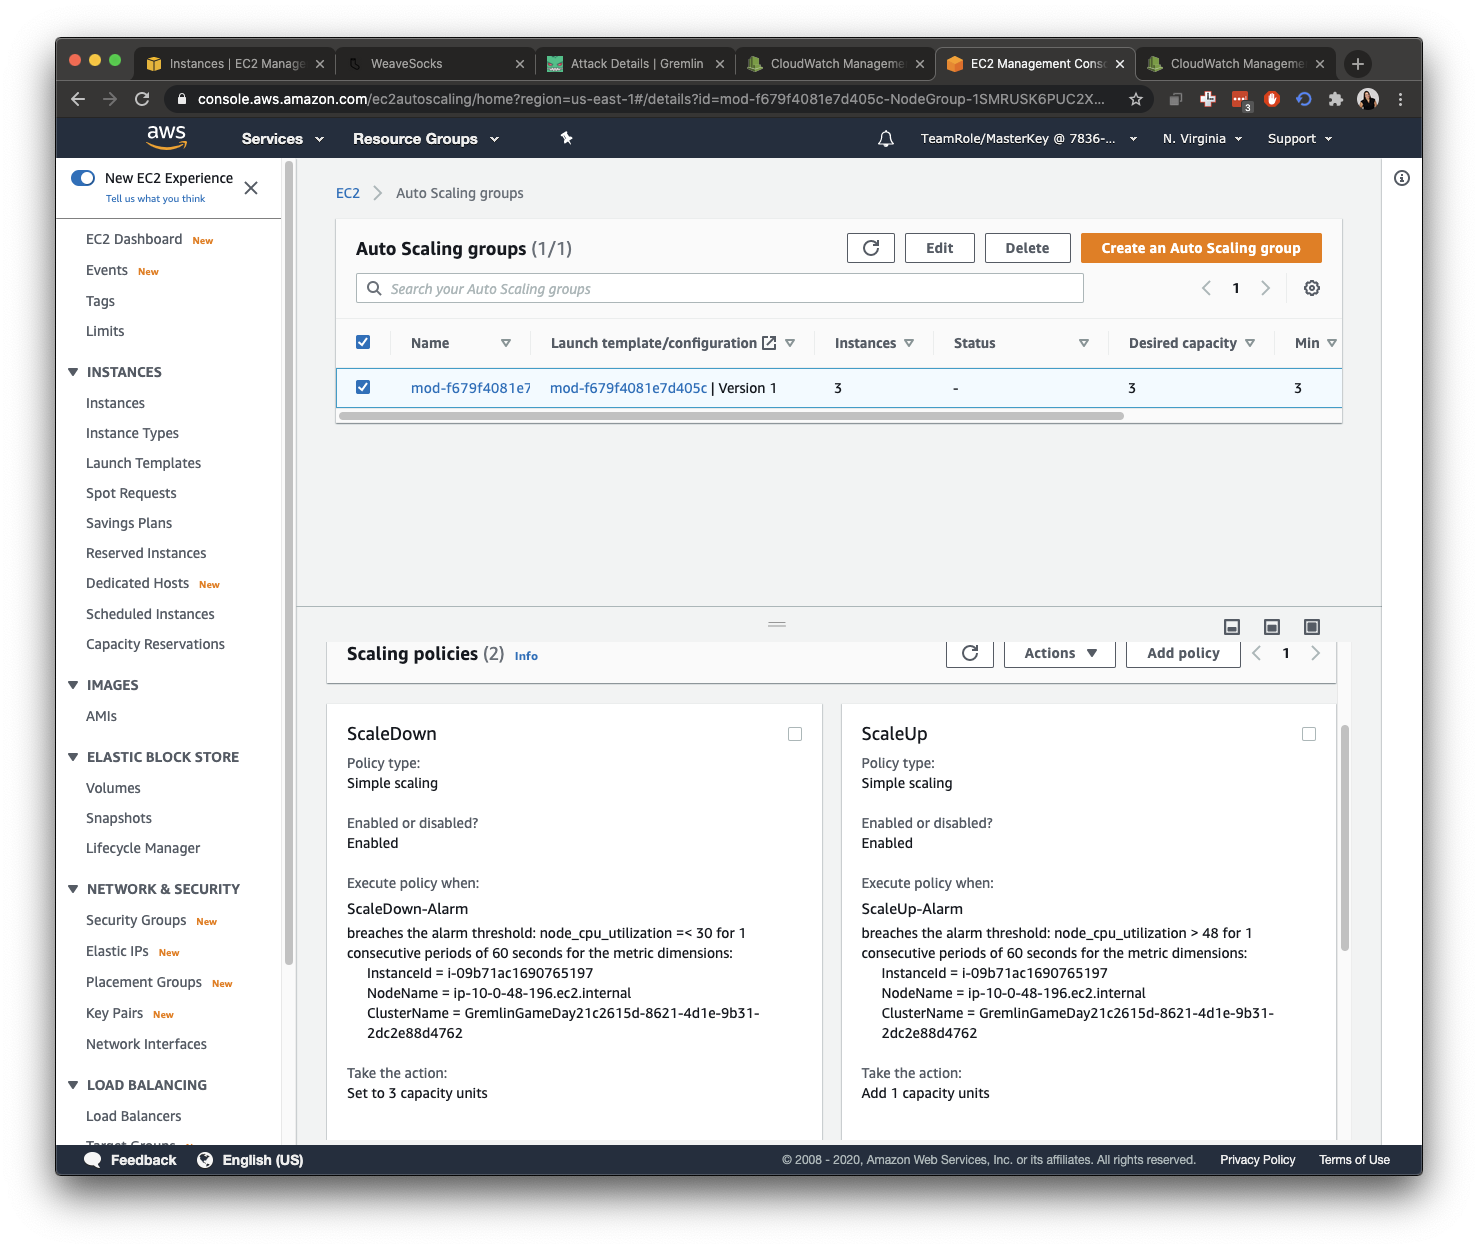 Instances | EC2 Manage
WeaveSocks
Attack Details | Gremlin
CloudWatch Manageme
EC2 Management Conso
CloudWatch Manageme
console.aws.amazon.com/ec2autoscaling/home?region=us-east-1#/details?id=mod-f679f4081e7d405c-NodeGroup-1SMRUSK6PUC2X...
3
aws
Services
Resource Groups
TeamRole/MasterKey @ 7836-...
N. Virginia
Support
New EC2 Experience
Tell us what you think
EC2 Dashboard New
Events New
Tags
Limits
INSTANCES
Instances
Instance Types
Launch Templates
Spot Requests
Savings Plans
Reserved Instances
Dedicated Hosts New
Scheduled Instances
Capacity Reservations
IMAGES
AMIs
ELASTIC BLOCK STORE
Volumes
Snapshots
Lifecycle Manager
NETWORK & SECURITY
Security Groups New
Elastic IPs New
Placement Groups New
Key Pairs New
Network Interfaces
LOAD BALANCING
Load Balancers
Target Groups
EC2 > Auto Scaling groups
Auto Scaling groups (1/1)
Edit
Delete
Create an Auto Scaling group
Search your Auto Scaling groups
1
Name Launch template/configuration Instances Status Desired capacity Min
mod-f679f4081e7 mod-f679f4081e7d405c | Version 1 3 - 3 3
Scaling policies (2) Info
Actions
Add policy
1
ScaleDown
Policy type:
Simple scaling
Enabled or disabled?
Enabled
Execute policy when:
ScaleDown-Alarm
breaches the alarm threshold: node_cpu_utilization =< 30 for 1
consecutive periods of 60 seconds for the metric dimensions:
InstanceId = i-09b71ac1690765197
NodeName = ip-10-0-48-196.ec2.internal
ClusterName = GremlinGameDay21c2615d-8621-4d1e-9b31-
2dc2e88d4762
Take the action:
Set to 3 capacity units
ScaleUp
Policy type:
Simple scaling
Enabled or disabled?
Enabled
Execute policy when:
ScaleUp-Alarm
breaches the alarm threshold: node_cpu_utilization > 48 for 1
consecutive periods of 60 seconds for the metric dimensions:
InstanceId = i-09b71ac1690765197
NodeName = ip-10-0-48-196.ec2.internal
ClusterName = GremlinGameDay21c2615d-8621-4d1e-9b31-
2dc2e88d4762
Take the action:
Add 1 capacity units
Feedback
English (US)
© 2008 - 2020, Amazon Web Services, Inc. or its affiliates. All rights reserved.
Privacy Policy
Terms of Use